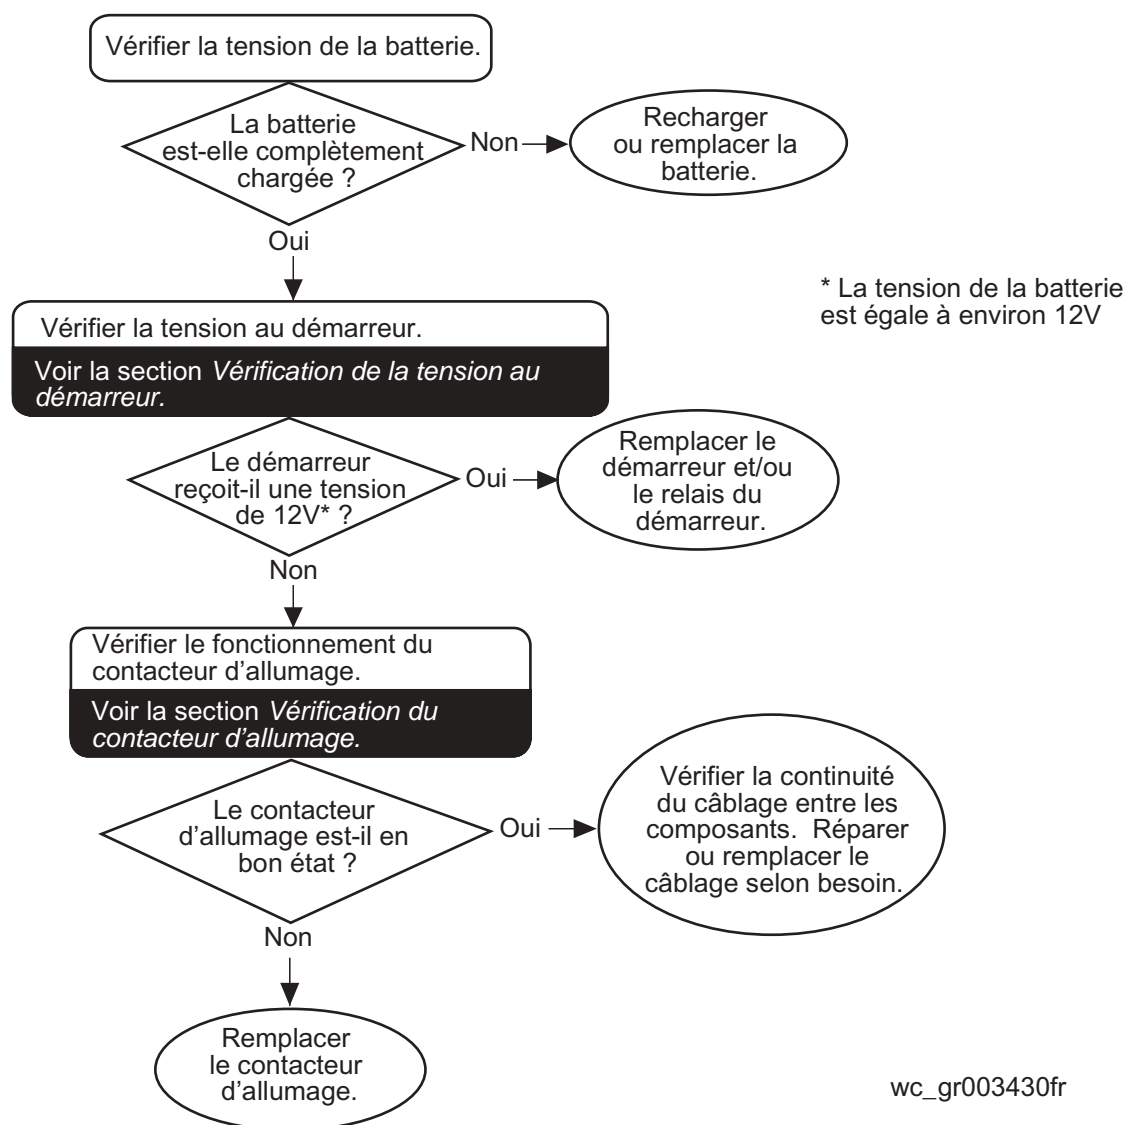 Vérifier la tension de la batterie.
La batterie
est-elle complètement
chargée ?
Non
Recharger
ou remplacer la
batterie.
Oui
* La tension de la batterie
est égale à environ 12V
Vérifier la tension au démarreur.
Voir la section Vérification de la tension au
démarreur.
Le démarreur
reçoit-il une tension
de 12V* ?
Oui
Remplacer le
démarreur et/ou
le relais du
démarreur.
Non
Vérifier le fonctionnement du
contacteur d'allumage.
Voir la section Vérification du
contacteur d'allumage.
Le contacteur
d'allumage est-il en
bon état ?
Oui
Vérifier la continuité
du câblage entre les
composants.  Réparer
ou remplacer le
câblage selon besoin.
Non
Remplacer
le contacteur
d'allumage.
wc_gr003430fr